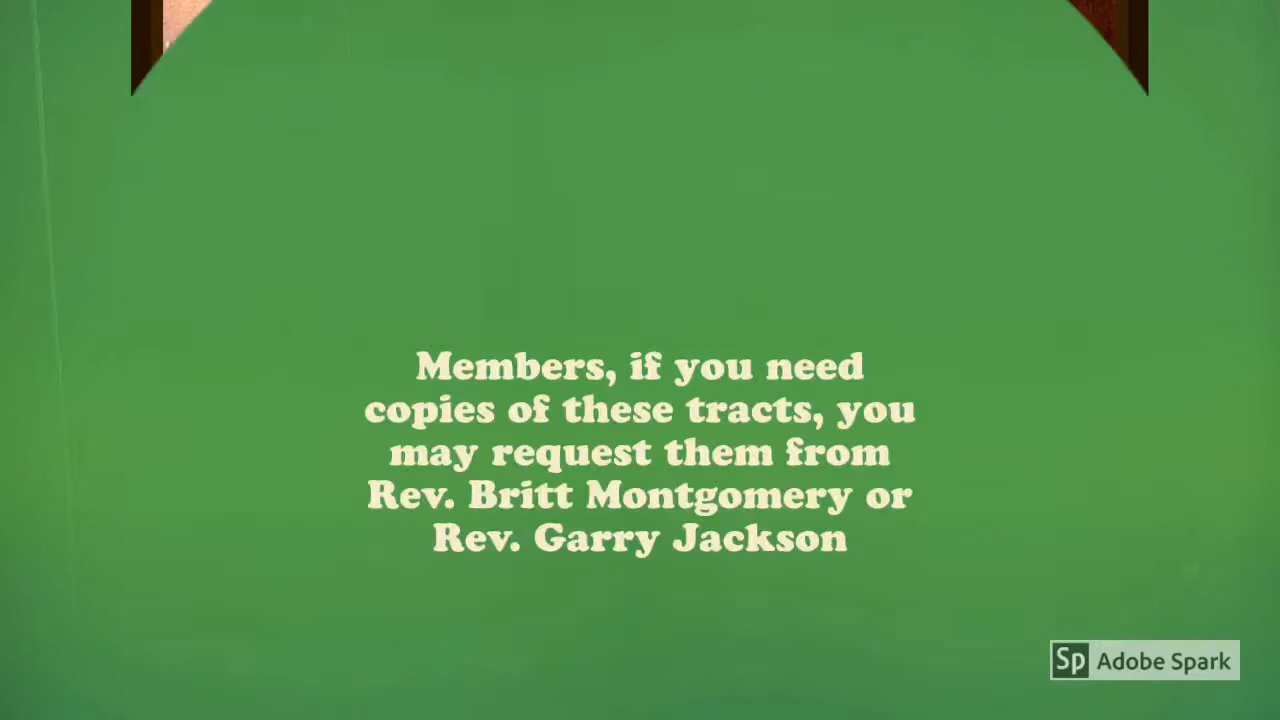 Members, if you need
copies of these tracts, you
may request them from
Rev. Britt Montgomery or
Rev. Garry Jackson
Sp Adobe Spark